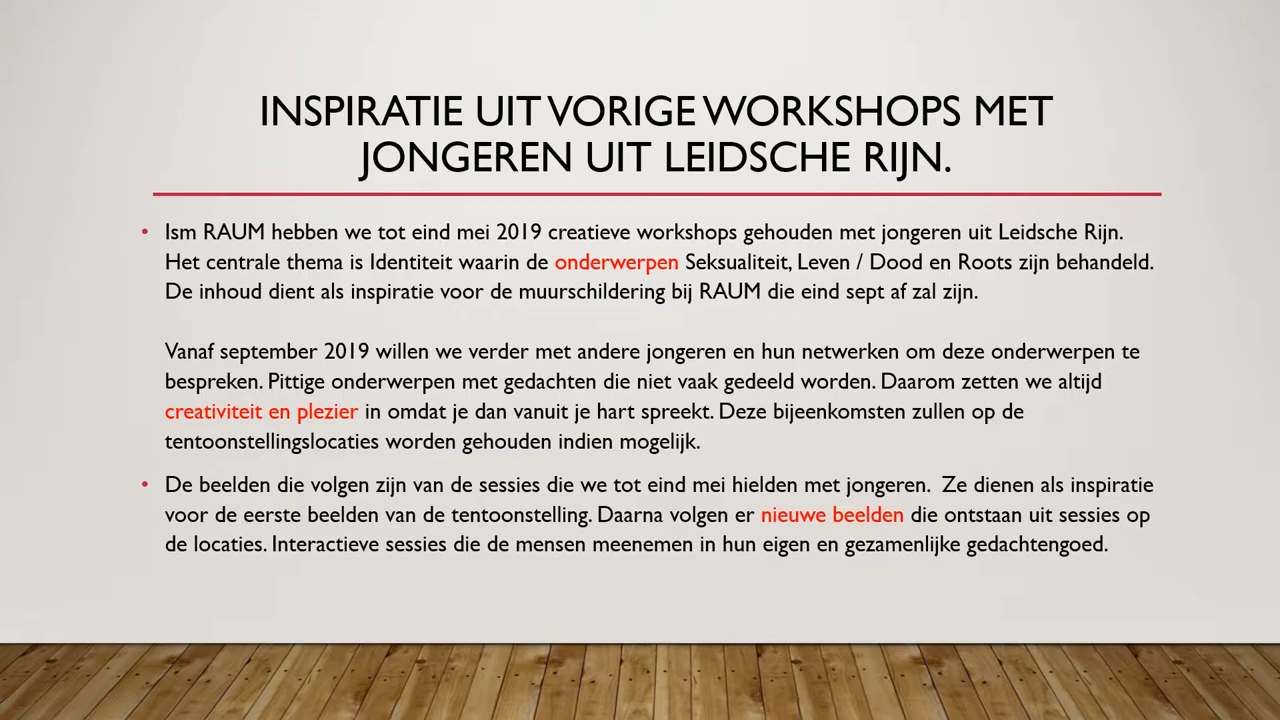 INSPIRATIE UIT VORIGE WORKSHOPS MET
JONGEREN UIT LEIDSCHE RIJN.
• Ism RAUM hebben we tot eind mei 2019 creatieve workshops gehouden met jongeren uit Leidsche Rijn.
Het centrale thema is Identiteit waarin de onderwerpen Seksualiteit, Leven / Dood en Roots zijn behandeld.
De inhoud dient als inspiratie voor de muurschildering bij RAUM die eind sept af zal zijn.
Vanaf september 2019 willen we verder met andere jongeren en hun netwerken om deze onderwerpen te
bespreken. Pittige onderwerpen met gedachten die niet vaak gedeeld worden. Daarom zetten we altijd
creativiteit en plezier in omdat je dan vanuit je hart spreekt. Deze bijeenkomsten zullen op de
tentoonstellingslocaties worden gehouden indien mogelijk.
• De beelden die volgen zijn van de sessies die we tot eind mei hielden met jongeren. Ze dienen als inspiratie
voor de eerste beelden van de tentoonstelling. Daarna volgen er nieuwe beelden die ontstaan uit sessies op
de locaties. Interactieve sessies die de mensen meenemen in hun eigen en gezamenlijke gedachtengoed.